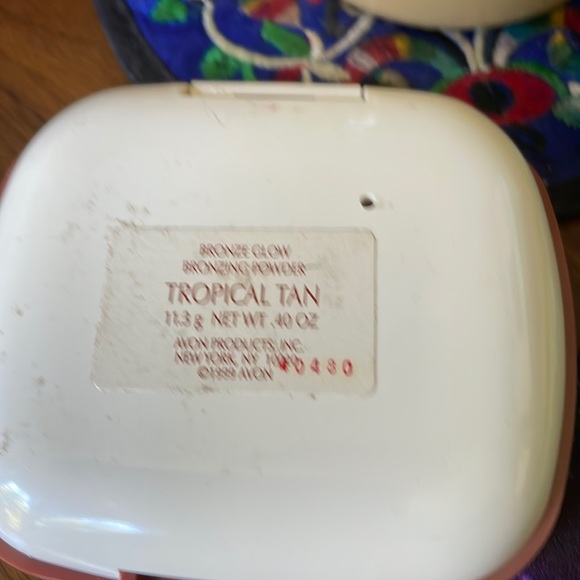 BRONZE GLOW
BRONZING POWDER
TROPICAL TAN
11.3 g NET WT .40 OZ
AVON PRODUCTS, INC.
NEW YORK, NY
AVON
0480